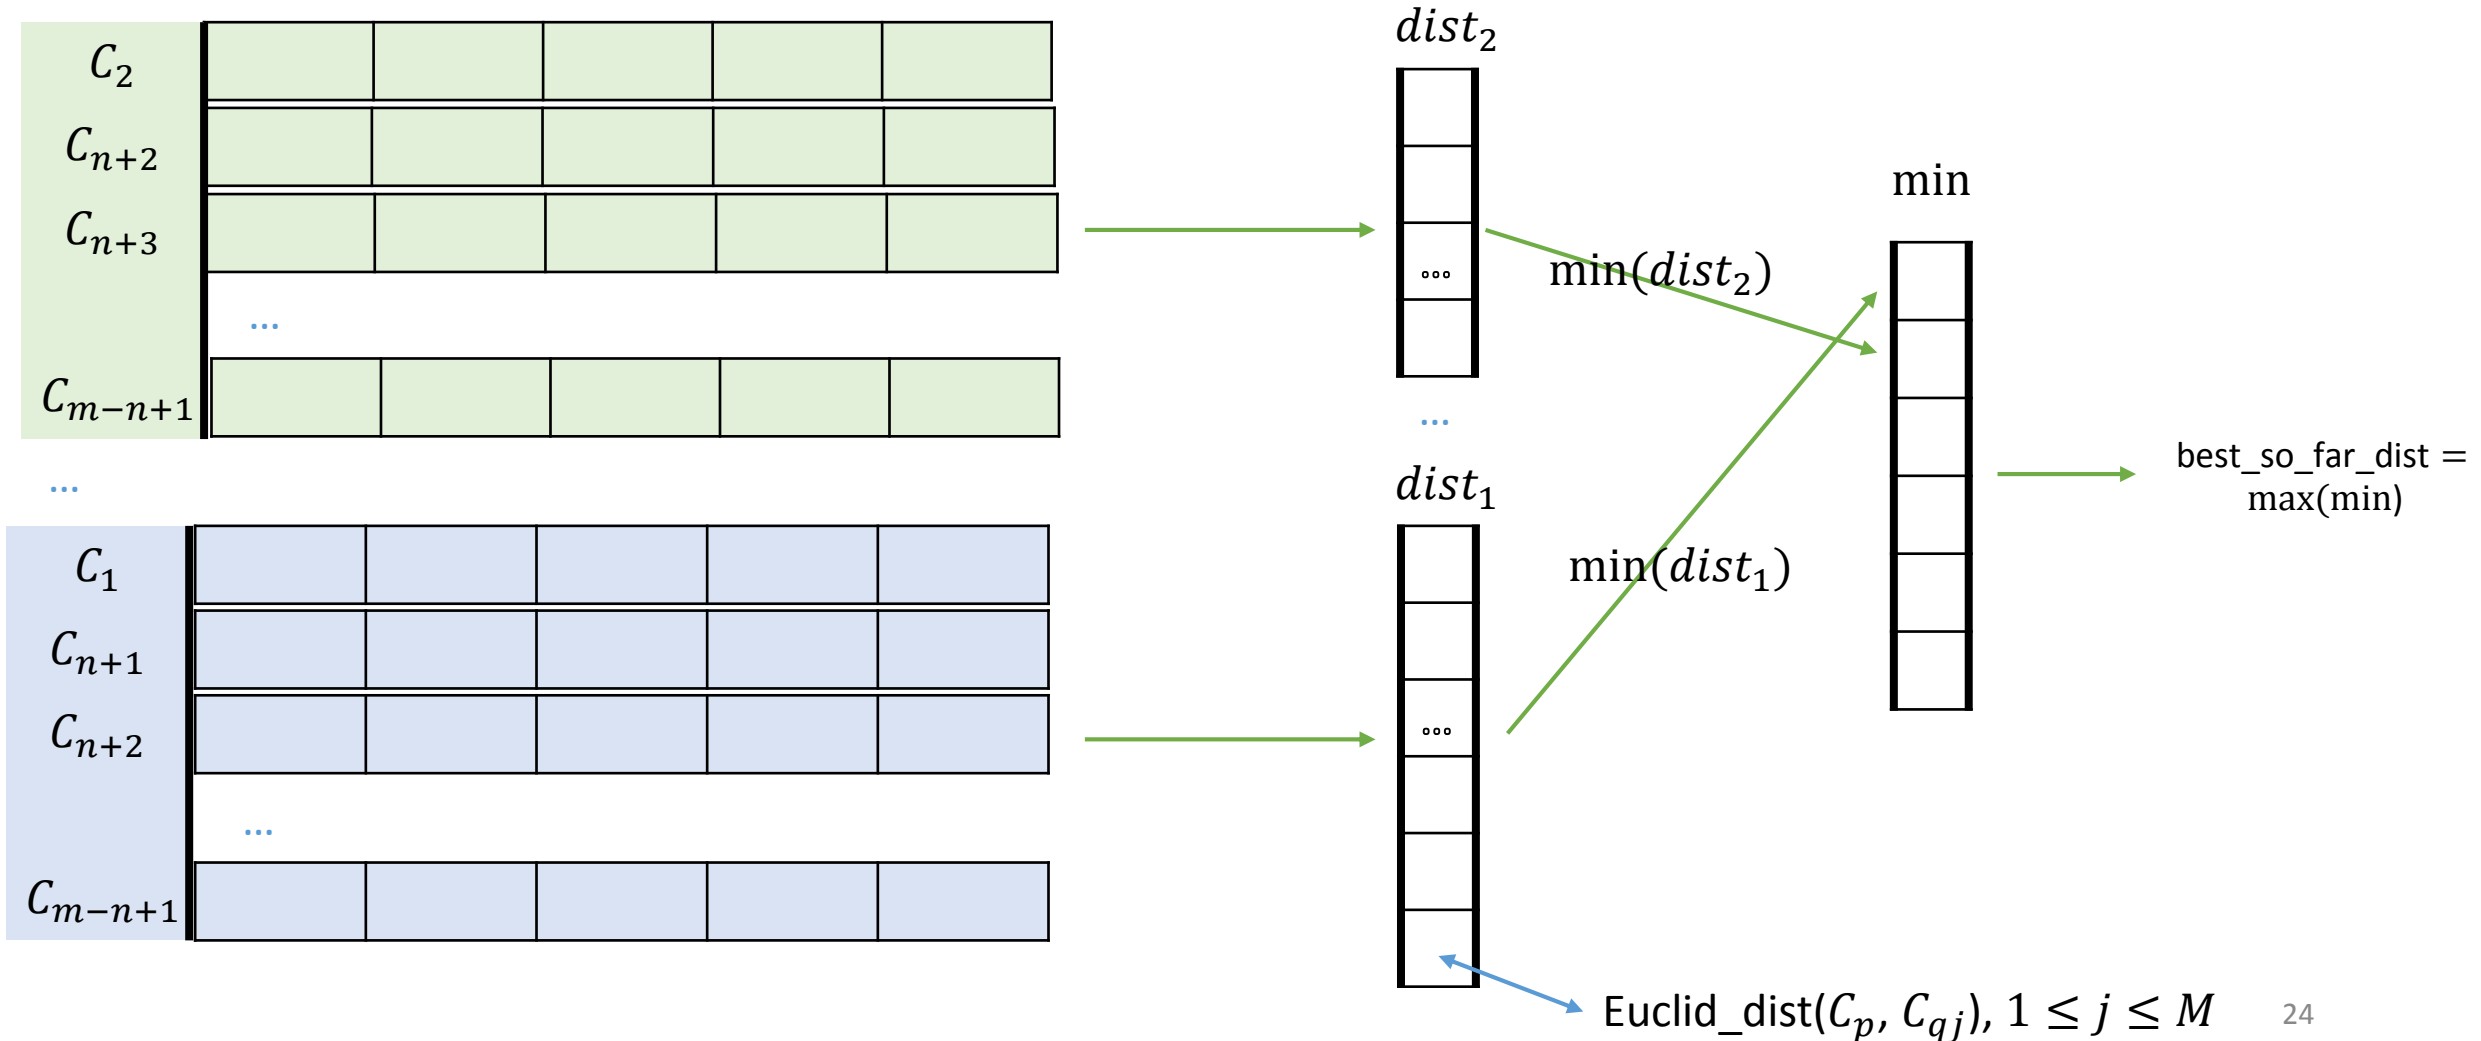 C₂
Cₙ₊₂
Cₙ₊₃
...
Cₘ₋ₙ₊₁
...
C₁
Cₙ₊₁
Cₙ₊₂
...
Cₘ₋ₙ₊₁
dist₂
...
...
dist₁
...
min(dist₂)
min(dist₁)
min
best_so_far_dist =
max(min)
Euclid_dist(C_p, C_qj), 1 ≤ j ≤ M
24